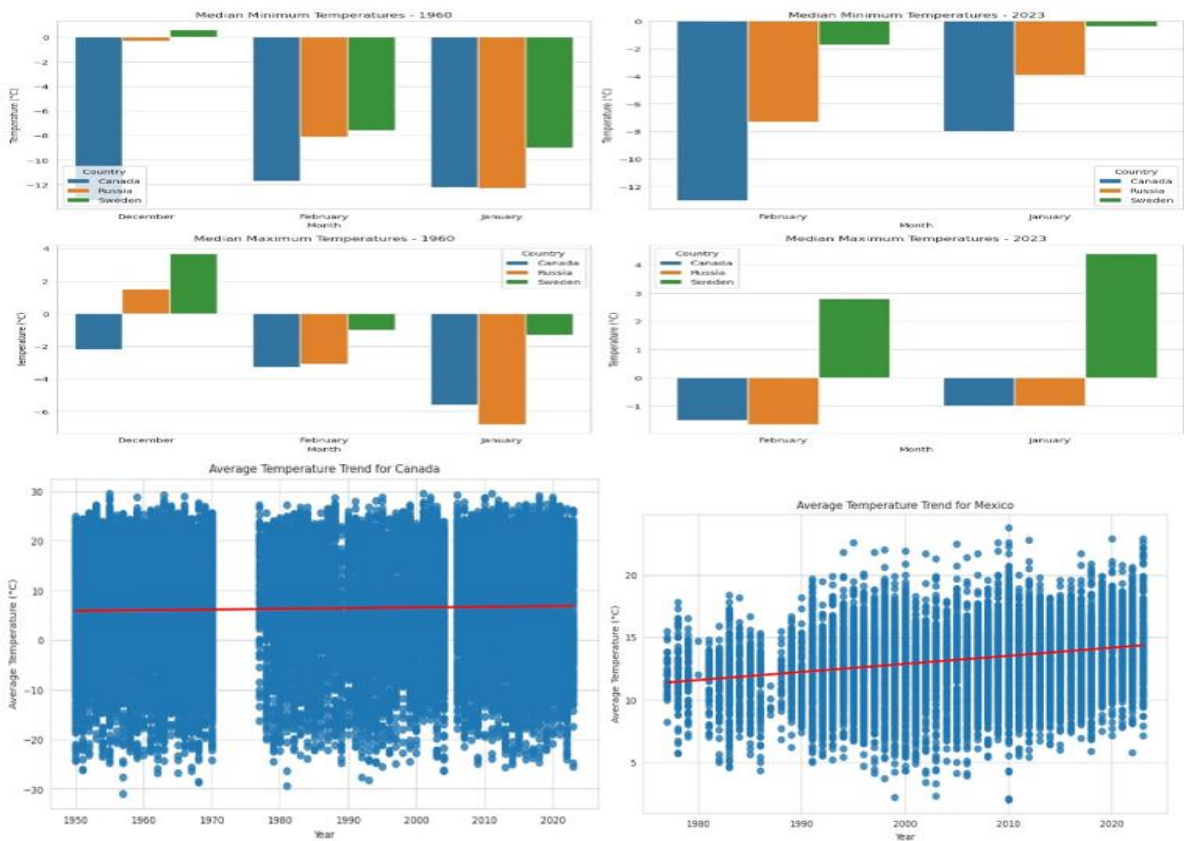 Median Minimum Temperatures - 1960
Temperature (°C)
0
−2
−4
−6
−8
−10
−12
Country
Canada
Russia
Sweden
December
February
January
Month
Median Minimum Temperatures - 2023
Temperature (°C)
0
−2
−4
−6
−8
−10
−12
Country
Canada
Russia
Sweden
February
January
Month
Median Maximum Temperatures - 1960
Temperature (°C)
4
2
0
−2
−4
−6
Country
Canada
Russia
Sweden
December
February
January
Month
Median Maximum Temperatures - 2023
Temperature (°C)
4
3
2
1
0
−1
Country
Canada
Russia
Sweden
February
January
Month
Average Temperature Trend for Canada
Average Temperature (°C)
30
20
10
0
−10
−20
−30
1950
1960
1970
1980
1990
2000
2010
2020
Year
Average Temperature Trend for Mexico
Average Temperature (°C)
20
15
10
5
1980
1990
2000
2010
2020
Year